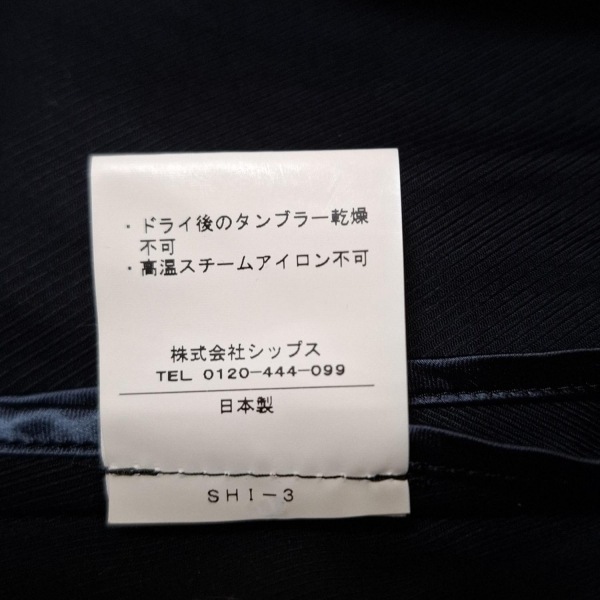 ・ドライ後のタンブラー乾燥
不可
・高温スチームアイロン不可
株式会社シップス
TEL 0120-444-099
日本製
SHI-3